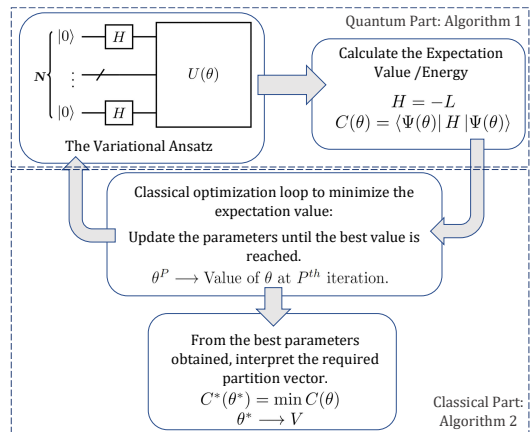 Quantum Part: Algorithm 1
|0⟩ H
N ⋮ U(θ)
|0⟩ H
The Variational Ansatz
Calculate the Expectation
Value /Energy
H = −L
C(θ) = ⟨Ψ(θ)| H |Ψ(θ)⟩
Classical optimization loop to minimize the
expectation value:
Update the parameters until the best value is
reached.
θ^P ⟶ Value of θ at P^th iteration.
From the best parameters
obtained, interpret the required
partition vector.
C*(θ*) = min C(θ)
θ* ⟶ V
Classical Part:
Algorithm 2